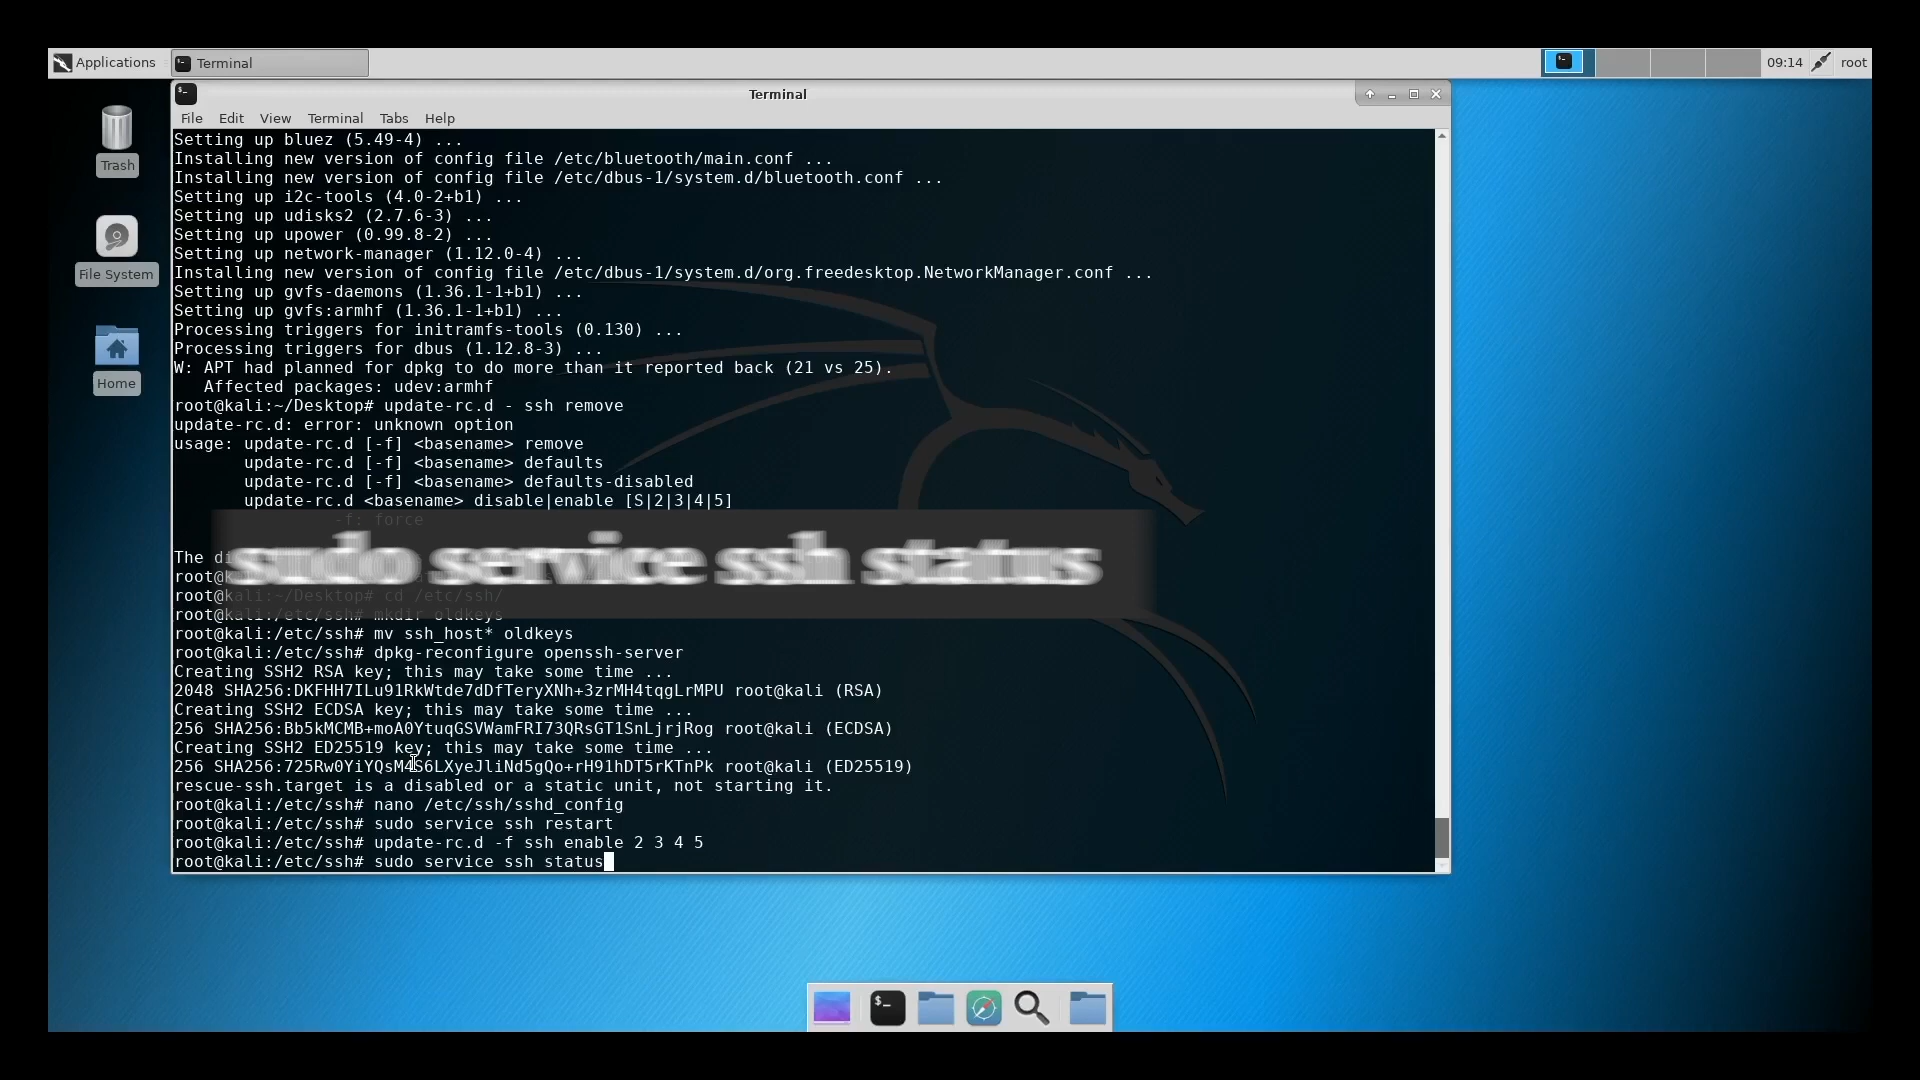 Applications
Terminal
09:14
root
Terminal
File Edit View Terminal Tabs Help
Trash
File System
Home
Setting up bluez (5.49-4) ...
Installing new version of config file /etc/bluetooth/main.conf ...
Installing new version of config file /etc/dbus-1/system.d/bluetooth.conf ...
Setting up i2c-tools (4.0-2+b1) ...
Setting up udisks2 (2.7.6-3) ...
Setting up upower (0.99.8-2) ...
Setting up network-manager (1.12.0-4) ...
Installing new version of config file /etc/dbus-1/system.d/org.freedesktop.NetworkManager.conf ...
Setting up gvfs-daemons (1.36.1-1+b1) ...
Setting up gvfs:armhf (1.36.1-1+b1) ...
Processing triggers for initramfs-tools (0.130) ...
Processing triggers for dbus (1.12.8-3) ...
W: APT had planned for dpkg to do more than it reported back (21 vs 25).
Affected packages: udev:armhf
root@kali:~/Desktop# update-rc.d - ssh remove
update-rc.d: error: unknown option
usage: update-rc.d [-f] <basename> remove
update-rc.d [-f] <basename> defaults
update-rc.d [-f] <basename> defaults-disabled
update-rc.d <basename> disable|enable [S|2|3|4|5]
-f: force
sudo service ssh status
The
root@kali:~/Desktop# cd /etc/ssh/
root@kali:/etc/ssh# mkdir oldkeys
root@kali:/etc/ssh# mv ssh_host* oldkeys
root@kali:/etc/ssh# dpkg-reconfigure openssh-server
Creating SSH2 RSA key; this may take some time ...
2048 SHA256:DKFHH7ILu91RkWtde7dDfTeryXNh+3zrMH4tqgLrMPU root@kali (RSA)
Creating SSH2 ECDSA key; this may take some time ...
256 SHA256:Bb5kMCMB+moA0YtuqGSVWamFRI73QRsGT1SnLjrjRog root@kali (ECDSA)
Creating SSH2 ED25519 key; this may take some time ...
256 SHA256:725Rw0YiYQsM4S6LXyeJliNd5gQo+rH91hDT5rKTnPk root@kali (ED25519)
rescue-ssh.target is a disabled or a static unit, not starting it.
root@kali:/etc/ssh# nano /etc/ssh/sshd_config
root@kali:/etc/ssh# sudo service ssh restart
root@kali:/etc/ssh# update-rc.d -f ssh enable 2 3 4 5
root@kali:/etc/ssh# sudo service ssh status